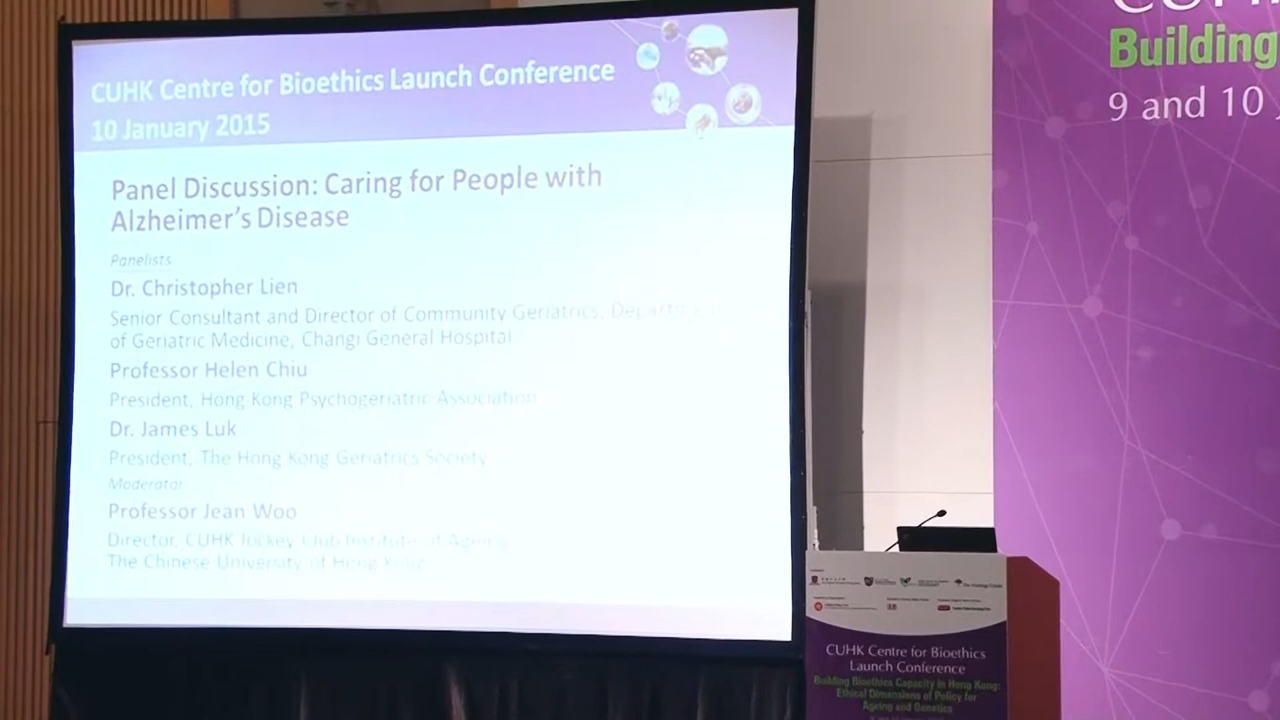 CUHK Centre for Bioethics Launch Conference
10 January 2015
Panel Discussion: Caring for People with
Alzheimer's Disease
Panelists
Dr. Christopher Lien
Senior Consultant and Director of Community Geriatrics,
of Geriatric Medicine, Changi General Hospital
Professor Helen Chiu
President, Hong Kong Psychogeriatric Association
Dr. James Luk
President, The Hong Kong Geriatrics Society
Moderator
Professor Jean Woo
Director, CUHK Jockey Club Institute of Ageing
The Chinese University of Hong Kong
Building
9 and 10
CUHK Centre for Bioethics
Launch Conference
Building Bioethics Capacity in Hong Kong:
Ethical Dimensions of Policy for
Ageing and Genetics